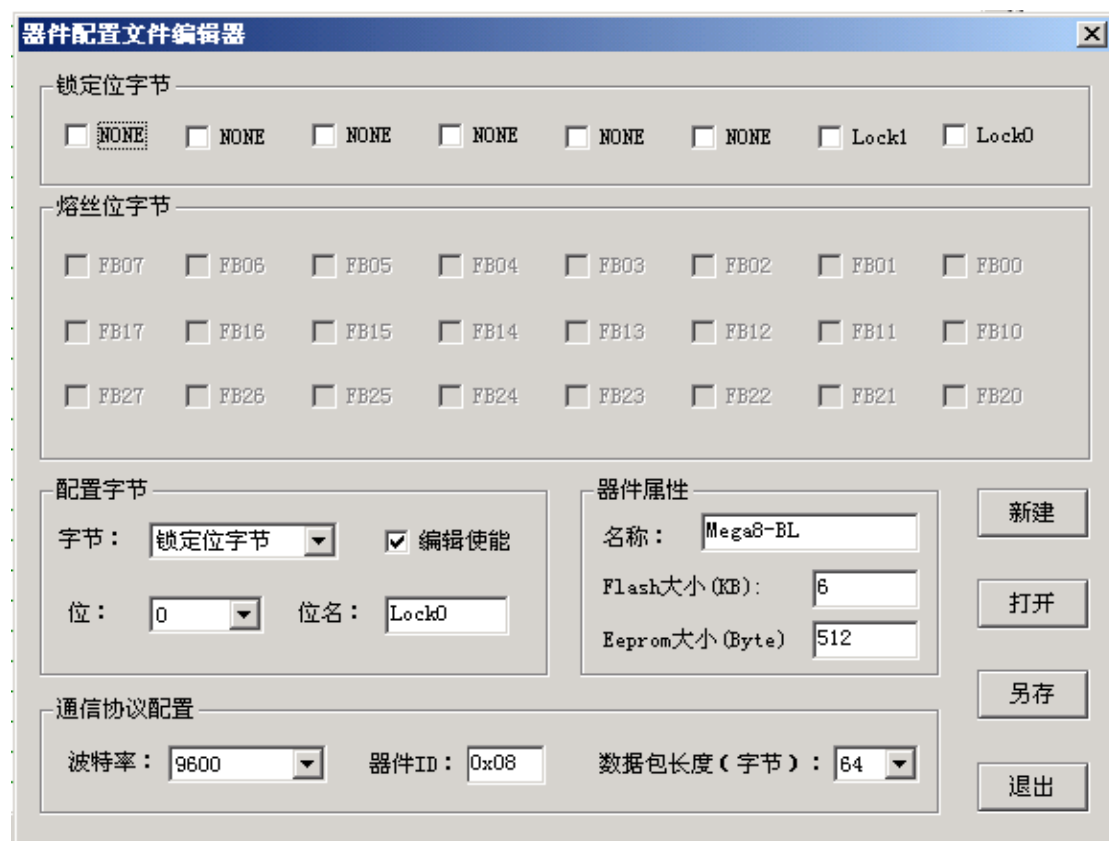 器件配置文件编辑器
锁定位字节
NONE NONE NONE NONE NONE NONE Lock1 Lock0
熔丝位字节
FB07 FB06 FB05 FB04 FB03 FB02 FB01 FB00
FB17 FB16 FB15 FB14 FB13 FB12 FB11 FB10
FB27 FB26 FB25 FB24 FB23 FB22 FB21 FB20
配置字节
字节： 锁定位字节 编辑使能
位： 0 位名： Lock0
器件属性
名称： Mega8-BL
Flash大小(KB): 6
Eeprom大小(Byte) 512
新建
打开
另存
退出
通信协议配置
波特率： 9600 器件ID： 0x08 数据包长度（字节）： 64